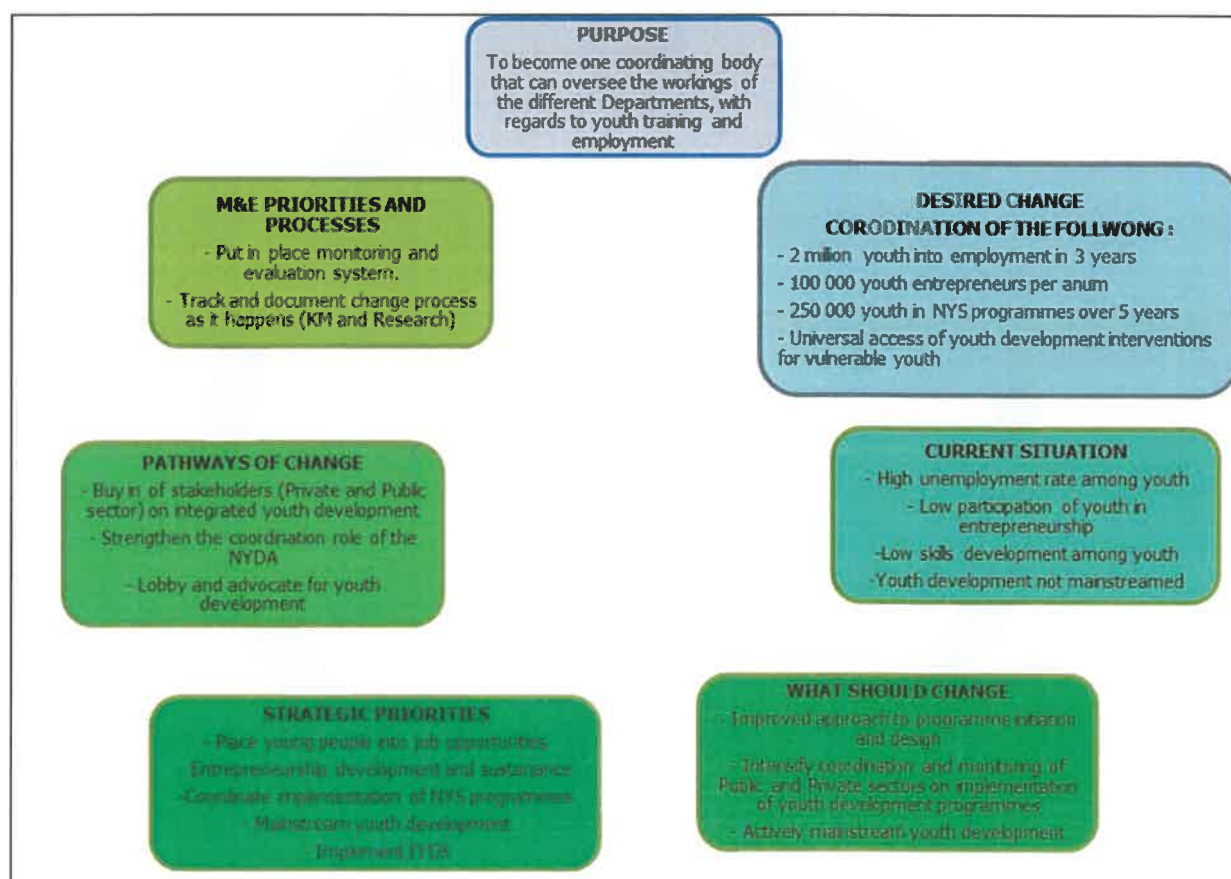 PURPOSE
To become one coordinating body
that can oversee the workings of
the different Departments, with
regards to youth training and
employment
DESIRED CHANGE
CORODINATION OF THE FOLLWONG :
- 2 million youth into employment in 3 years
- 100 000 youth entrepreneurs per anum
- 250 000 youth in NYS programmes over 5 years
- Universal access of youth development interventions
for vulnerable youth
CURRENT SITUATION
- High unemployment rate among youth
- Low participation of youth in
entrepreneurship
-Low skills development among youth
-Youth development not mainstreamed
WHAT SHOULD CHANGE
- Improved approach to programme initiation
and design
- Intensify coordination and monitoring of
Public and Private sectors on implementation
of youth development programmes
- Actively mainstream youth development
STRATEGIC PRIORITIES
- Place young people into job opportunities
- Entrepreneurship development and sustanance
-Coordinate implementation of NYS programmes
- Mainstream youth development
- Implement IYDS
PATHWAYS OF CHANGE
- Buy in of stakeholders (Private and Public
sector) on integrated youth development
- Strengthen the coordination role of the
NYDA
- Lobby and advocate for youth
development
M&E PRIORITIES AND
PROCESSES
- Put in place monitoring and
evaluation system.
- Track and document change process
as it happens (KM and Research)